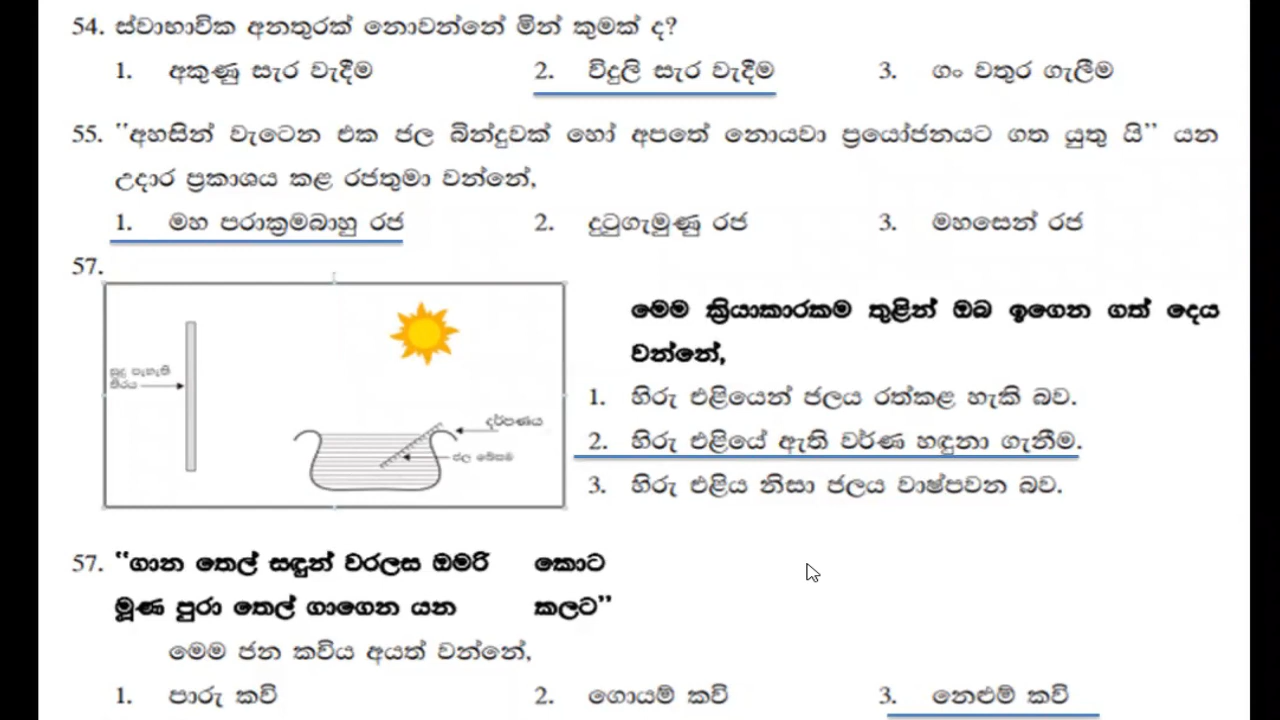 54. ස්වාභාවික අනතුරක් නොවන්නේ මින් කුමක් ද?
1. අකුණු සැර වැදීම 2. විදුලි සැර වැදීම 3. ගං වතුර ගැලීම
55. "අහසින් වැටෙන එක ජල බින්දුවක් හෝ අපතේ නොයවා ප්‍රයෝජනයට ගත යුතු යි" යන
උදාර ප්‍රකාශය කළ රජතුමා වන්නේ,
1. මහ පරාක්‍රමබාහු රජ 2. දුටුගැමුණු රජ 3. මහසෙන් රජ
57.
සුදු පැහැති
තිරය
දර්පණය
ජල බේසම
මෙම ක්‍රියාකාරකම තුළින් ඔබ ඉගෙන ගත් දෙය
වන්නේ,
1. හිරු එළියෙන් ජලය රත්කළ හැකි බව.
2. හිරු එළියේ ඇති වර්ණ හඳුනා ගැනීම.
3. හිරු එළිය නිසා ජලය වාෂ්පවන බව.
57. "ගාන තෙල් සඳුන් වරලස ඔමරි කොට
මූණ පුරා තෙල් ගාගෙන යන කලට"
මෙම ජන කවිය අයත් වන්නේ,
1. පාරු කවි 2. ගොයම් කවි 3. නෙළුම් කවි